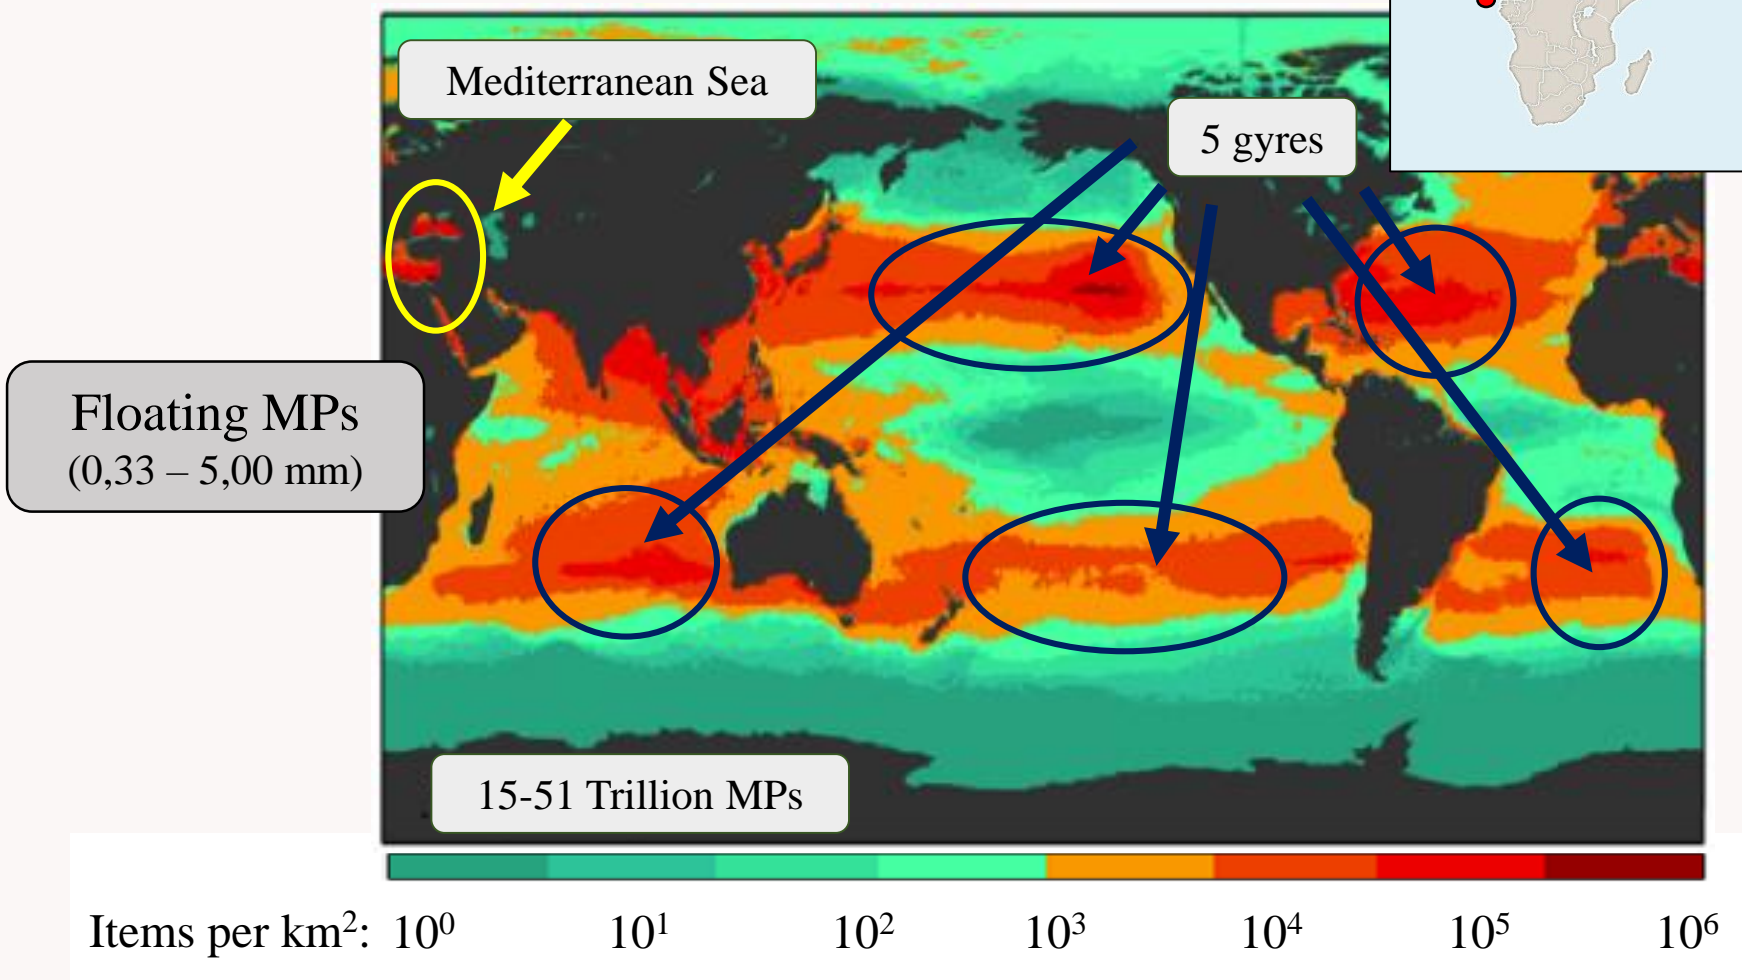 Mediterranean Sea
5 gyres
Floating MPs
(0,33 – 5,00 mm)
15-51 Trillion MPs
Items per km²: 10⁰ 10¹ 10² 10³ 10⁴ 10⁵ 10⁶